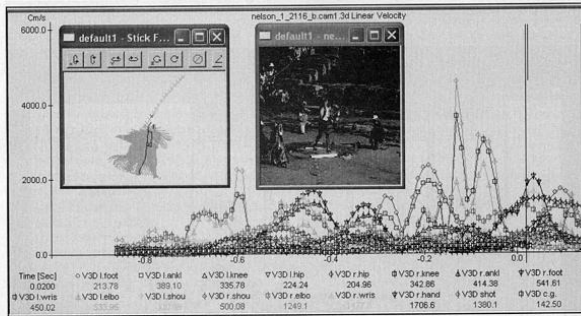 Cm/s
nelson_1_2116_b.cam1.3d Linear Velocity
6000.0
default1 - Stick F...
default1 - ne...
4000.0
2000.0
0.0
-0.8
-0.6
-0.4
-0.2
0.0
Time [Sec] V3D l.foot V3D l.ankl V3D l.knee V3D l.hip V3D r.hip V3D r.knee V3D r.ankl V3D r.foot
0.0200 213.78 389.10 335.78 224.24 204.96 342.86 414.38 541.61
V3D l.wris V3D l.elbo V3D l.shou V3D r.shou V3D r.elbo V3D r.wris V3D r.hand V3D shot V3D c.g.
450.02 500.08 1249.1 1706.6 1380.1 142.50